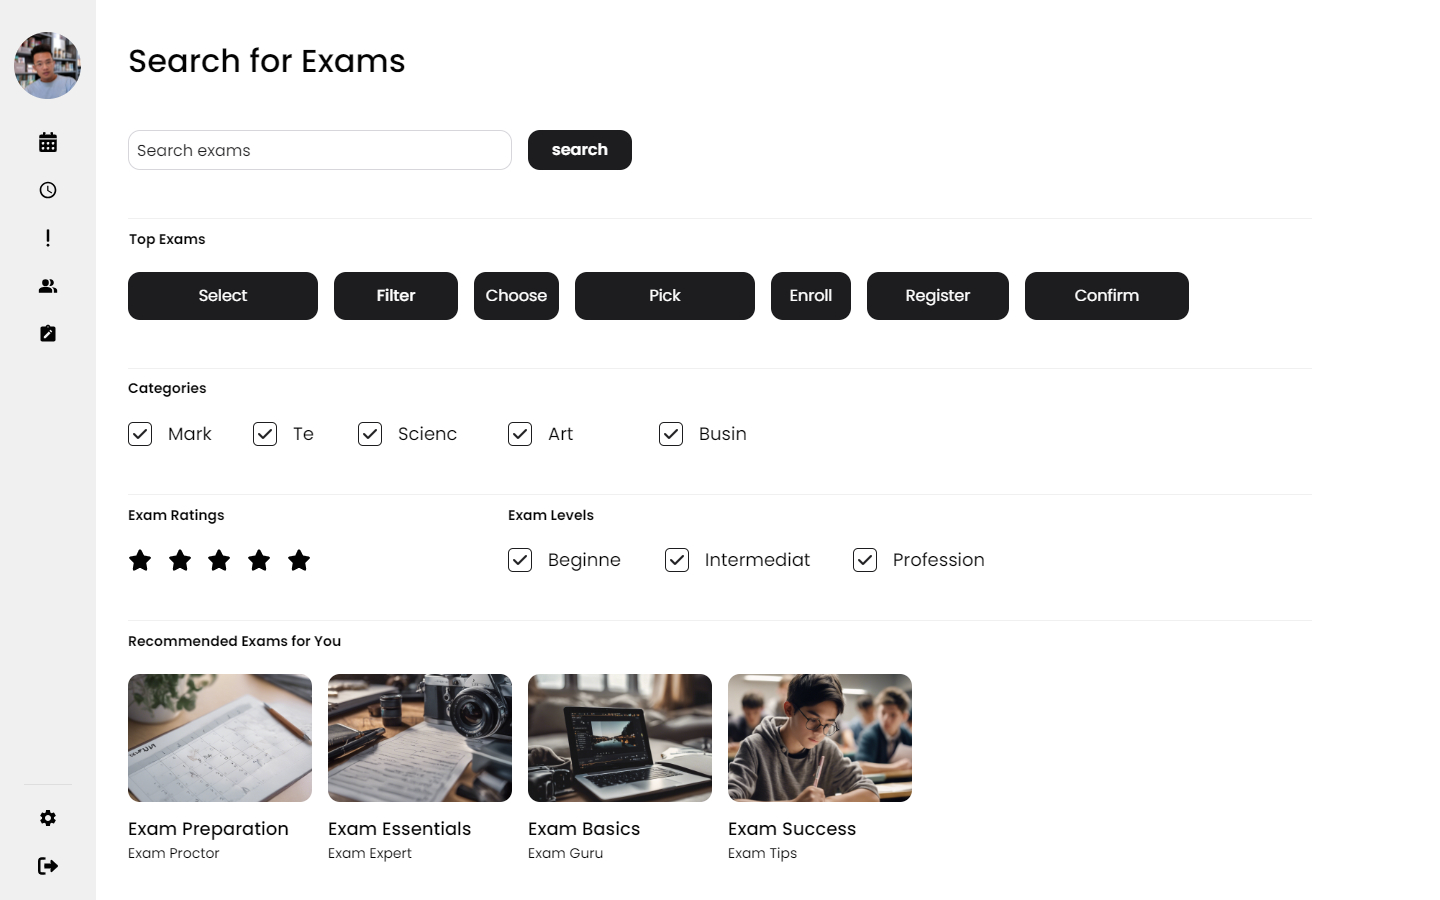 Search for Exams
Search exams
search
Top Exams
Select Filter Choose Pick Enroll Register Confirm
Categories
Mark Te Scienc Art Busin
Exam Ratings Exam Levels
Beginne Intermediat Profession
Recommended Exams for You
Exam Preparation Exam Essentials Exam Basics Exam Success
Exam Proctor Exam Expert Exam Guru Exam Tips